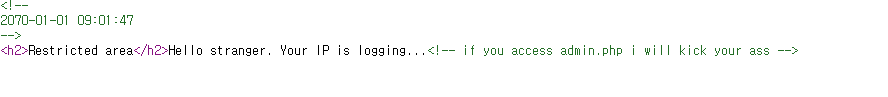 <!--
2070-01-01 09:01:47
-->
<h2>Restricted area</h2>Hello stranger. Your IP is logging...<!-- if you access admin.php i will kick your ass -->